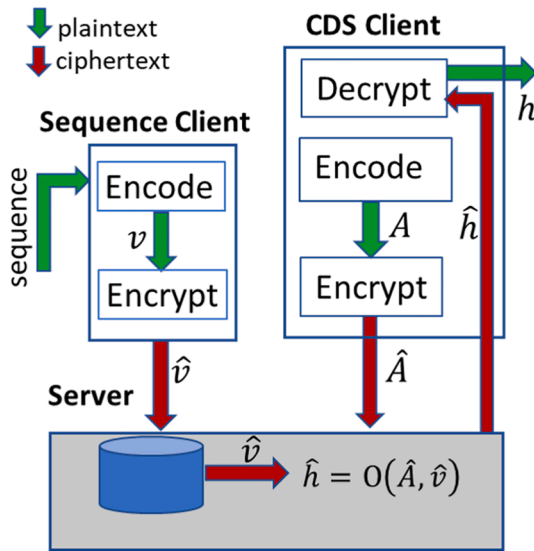 plaintext
ciphertext
CDS Client
Decrypt
h
Sequence Client
Encode
Encode
sequence
v
A
ĥ
Encrypt
Encrypt
v̂
Â
Server
v̂
ĥ = O(Â, v̂)